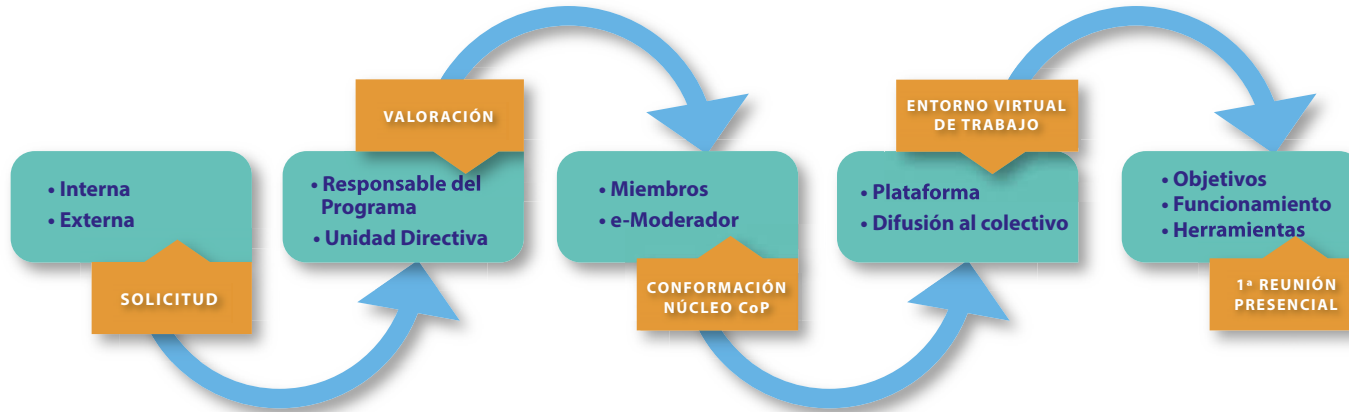 • Interna
• Externa
SOLICITUD
VALORACIÓN
• Responsable del
Programa
• Unidad Directiva
• Miembros
• e-Moderador
CONFORMACIÓN
NÚCLEO CoP
ENTORNO VIRTUAL
DE TRABAJO
• Plataforma
• Difusión al colectivo
• Objetivos
• Funcionamiento
• Herramientas
1ª REUNIÓN
PRESENCIAL